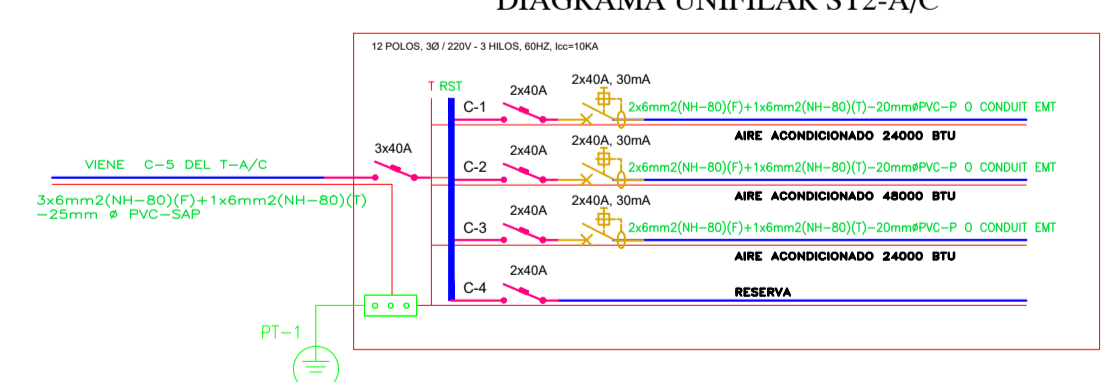 DIAGRAMA UNIFILAR ST2-A/C
12 POLOS, 3Ø / 220V - 3 HILOS, 60HZ, Icc=10KA
T RST
C-1
2x40A
2x40A, 30mA
2x6mm2(NH-80)(F)+1x6mm2(NH-80)(T)-20mmøPVC-P O CONDUIT EMT
AIRE ACONDICIONADO 24000 BTU
3x40A
VIENE C-5 DEL T-A/C
3x6mm2(NH-80)(F)+1x6mm2(NH-80)(T)
-25mm ø PVC-SAP
C-2
2x40A
2x40A, 30mA
2x6mm2(NH-80)(F)+1x6mm2(NH-80)(T)-20mmøPVC-P O CONDUIT EMT
AIRE ACONDICIONADO 48000 BTU
C-3
2x40A
2x40A, 30mA
2x6mm2(NH-80)(F)+1x6mm2(NH-80)(T)-20mmøPVC-P O CONDUIT EMT
AIRE ACONDICIONADO 24000 BTU
C-4
2x40A
RESERVA
PT-1